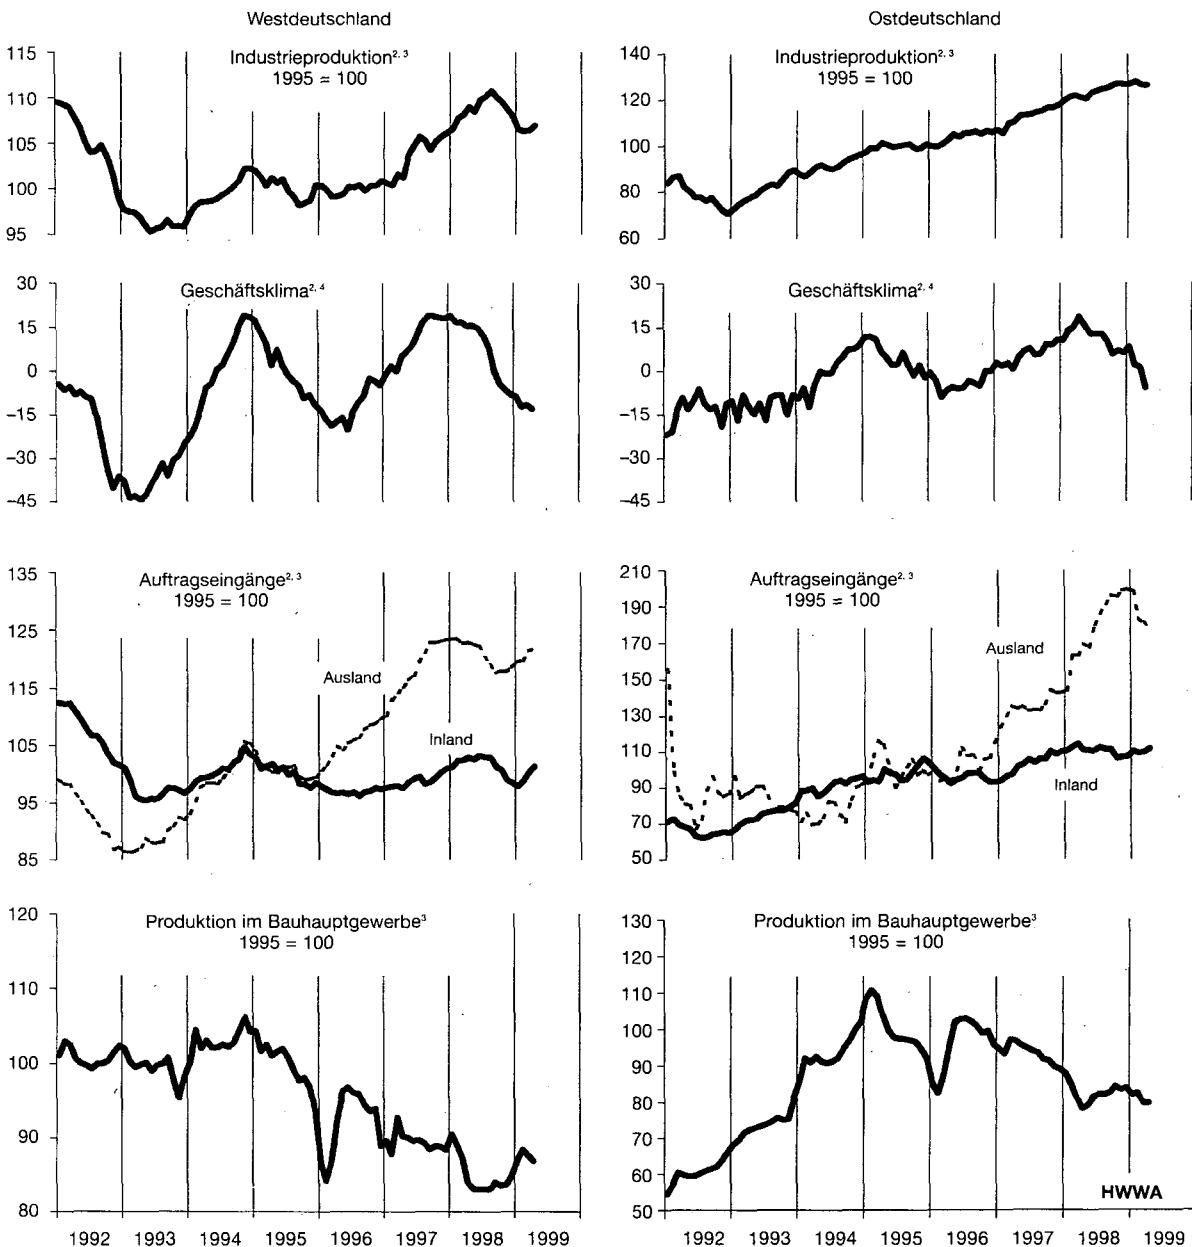 Westdeutschland
Industrieproduktion2, 3
1995 = 100
115
110
105
100
95
Geschäftsklima2, 4
30
15
0
–15
–30
–45
Auftragseingänge2, 3
1995 = 100
135
125
115
105
95
85
Ausland
Inland
Produktion im Bauhauptgewerbe3
1995 = 100
120
110
100
90
80
1992 1993 1994 1995 1996 1997 1998 1999
Ostdeutschland
Industrieproduktion2, 3
1995 = 100
140
120
100
80
60
Geschäftsklima2, 4
30
15
0
–15
–30
–45
Auftragseingänge2, 3
1995 = 100
210
190
170
150
130
110
90
70
50
Ausland
Inland
Produktion im Bauhauptgewerbe3
1995 = 100
130
120
110
100
90
80
70
60
50
HWWA
1992 1993 1994 1995 1996 1997 1998 1999